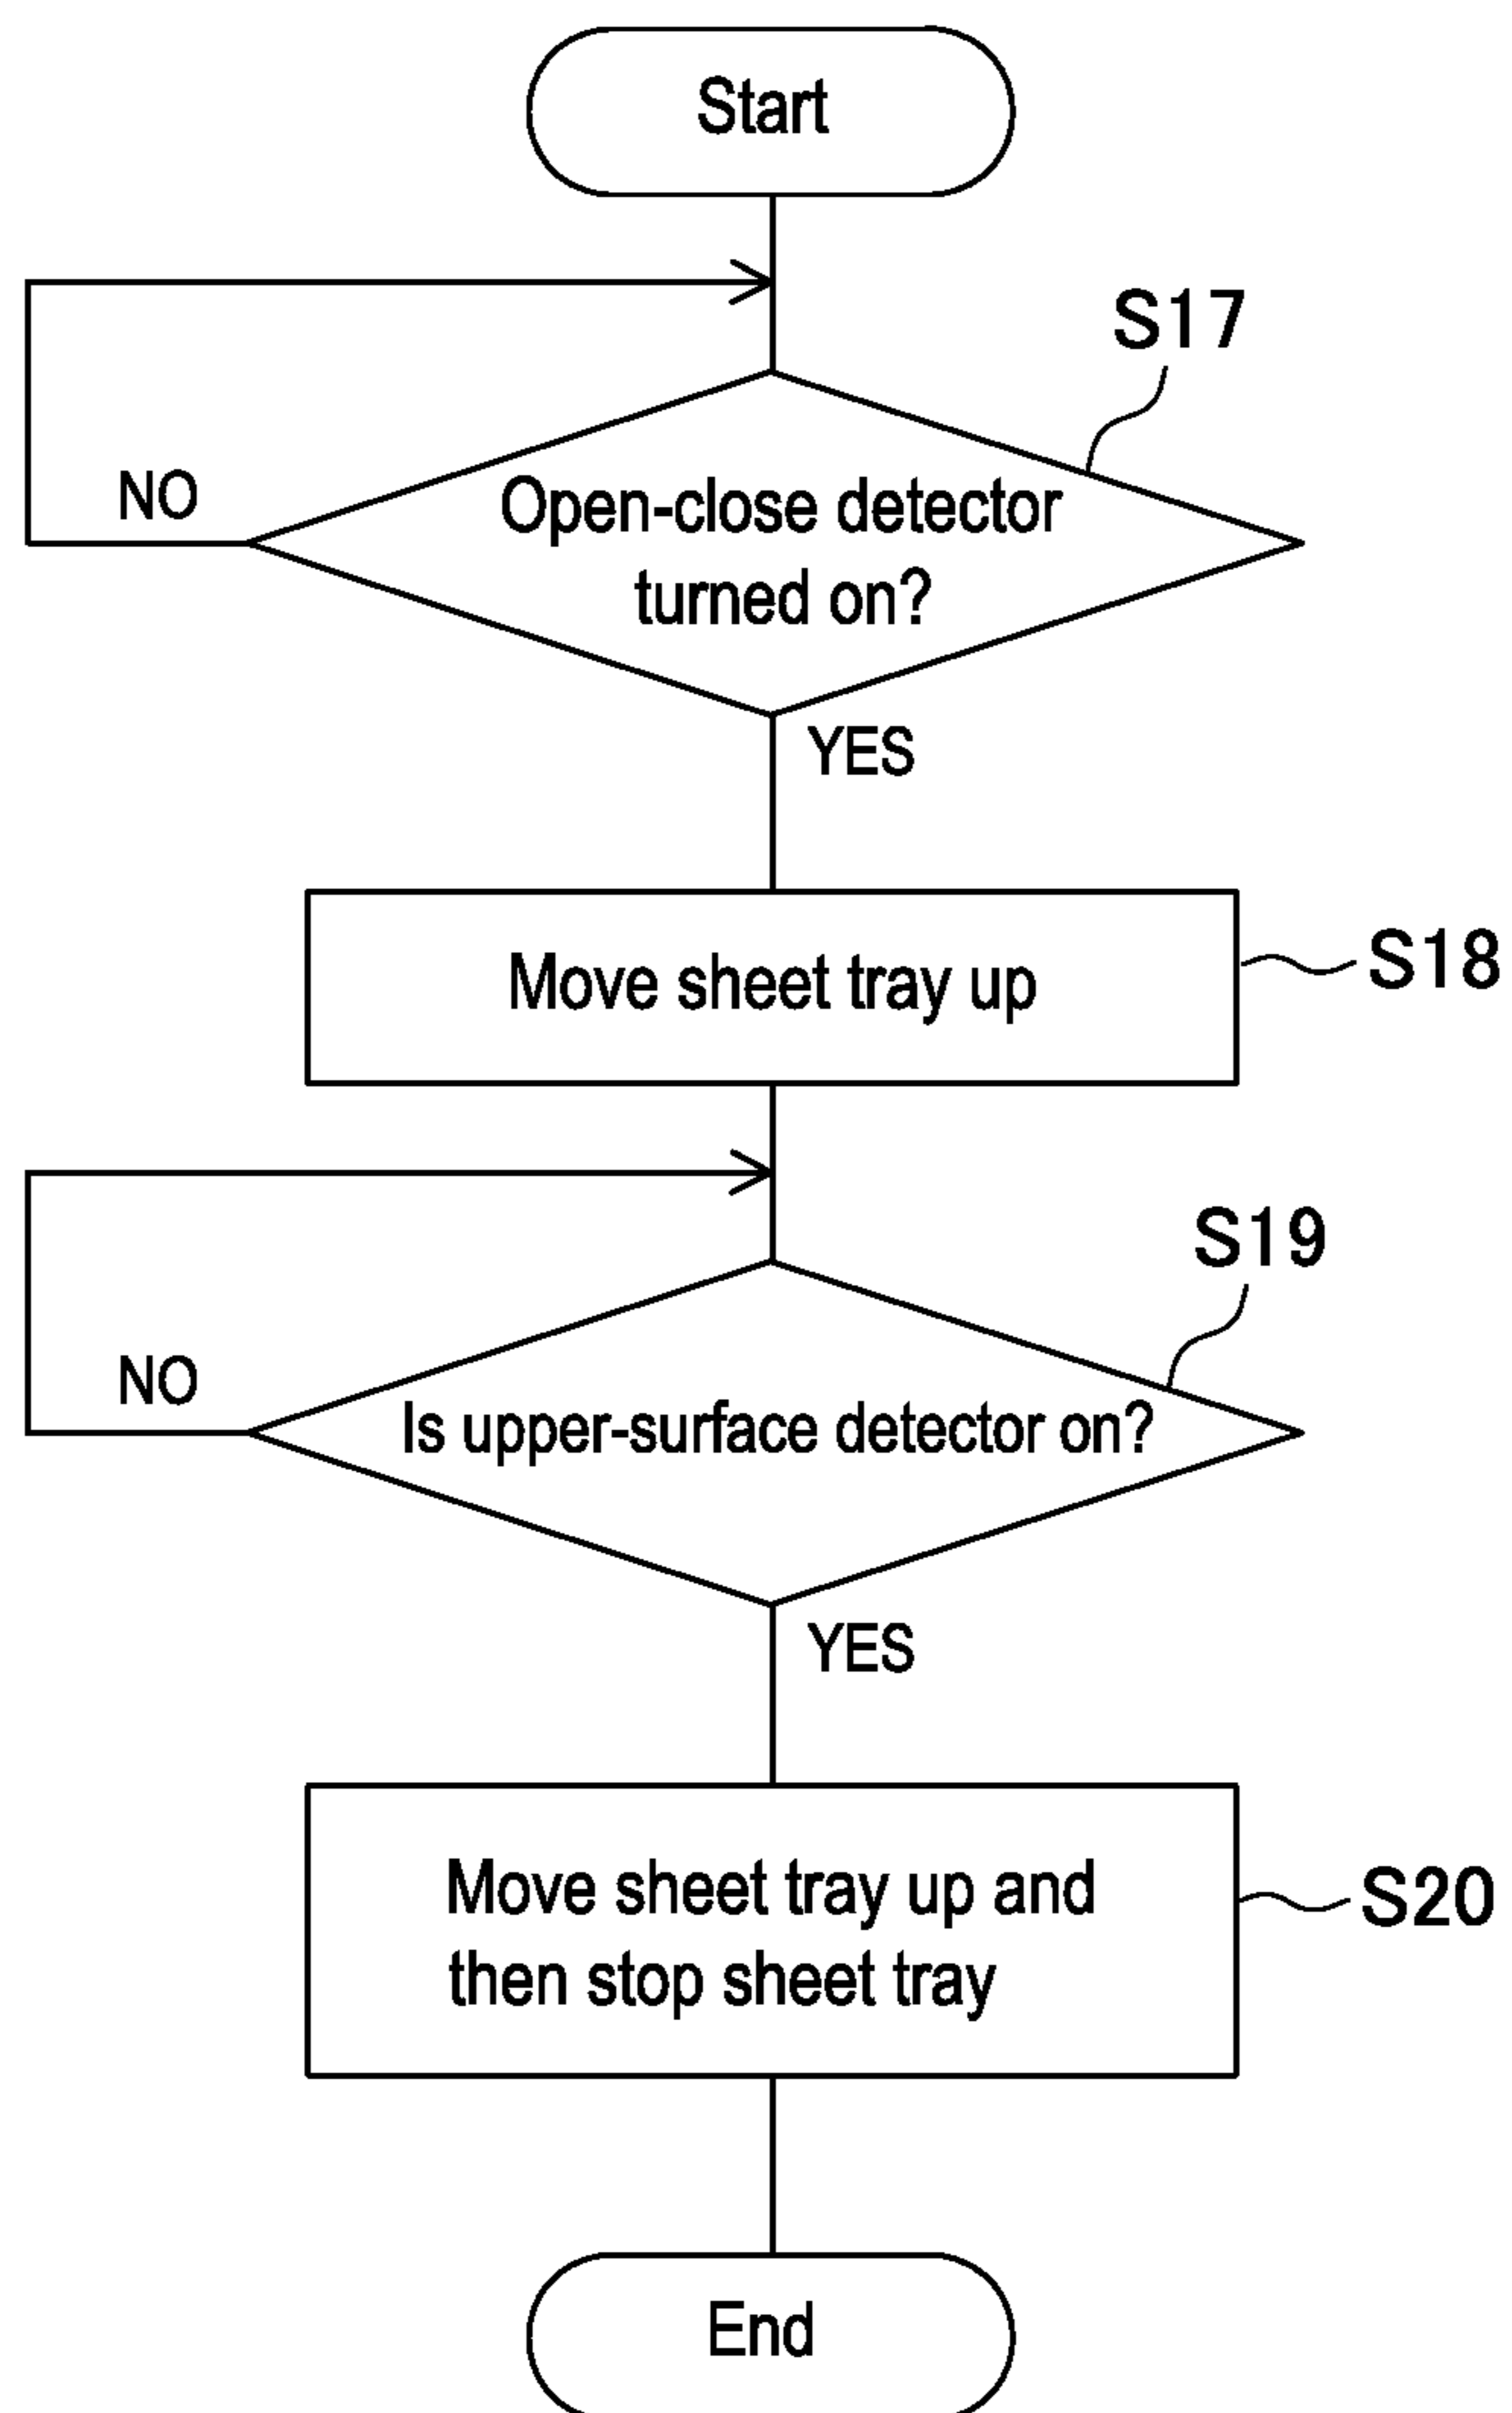 Start
S17
NO
Open-close detector
turned on?
YES
Move sheet tray up
S18
S19
NO
Is upper-surface detector on?
YES
Move sheet tray up and
then stop sheet tray
S20
End